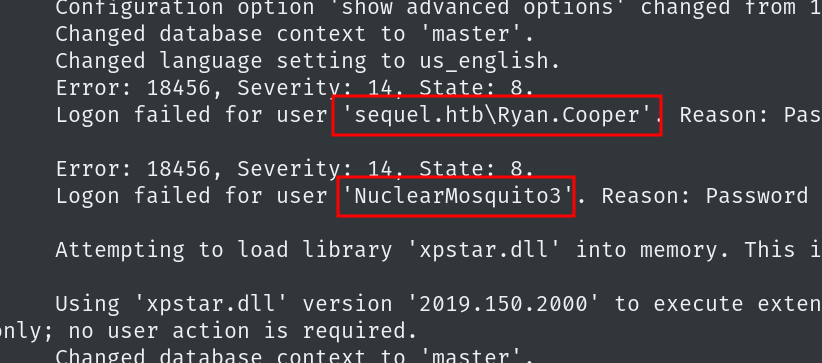 Configuration option 'show advanced options' changed from 1
Changed database context to 'master'.
Changed language setting to us_english.
Error: 18456, Severity: 14, State: 8.
Logon failed for user 'sequel.htb\Ryan.Cooper'. Reason: Pas
Error: 18456, Severity: 14, State: 8.
Logon failed for user 'NuclearMosquito3'. Reason: Password
Attempting to load library 'xpstar.dll' into memory. This i
Using 'xpstar.dll' version '2019.150.2000' to execute exten
only; no user action is required.
Changed database context to 'master'.